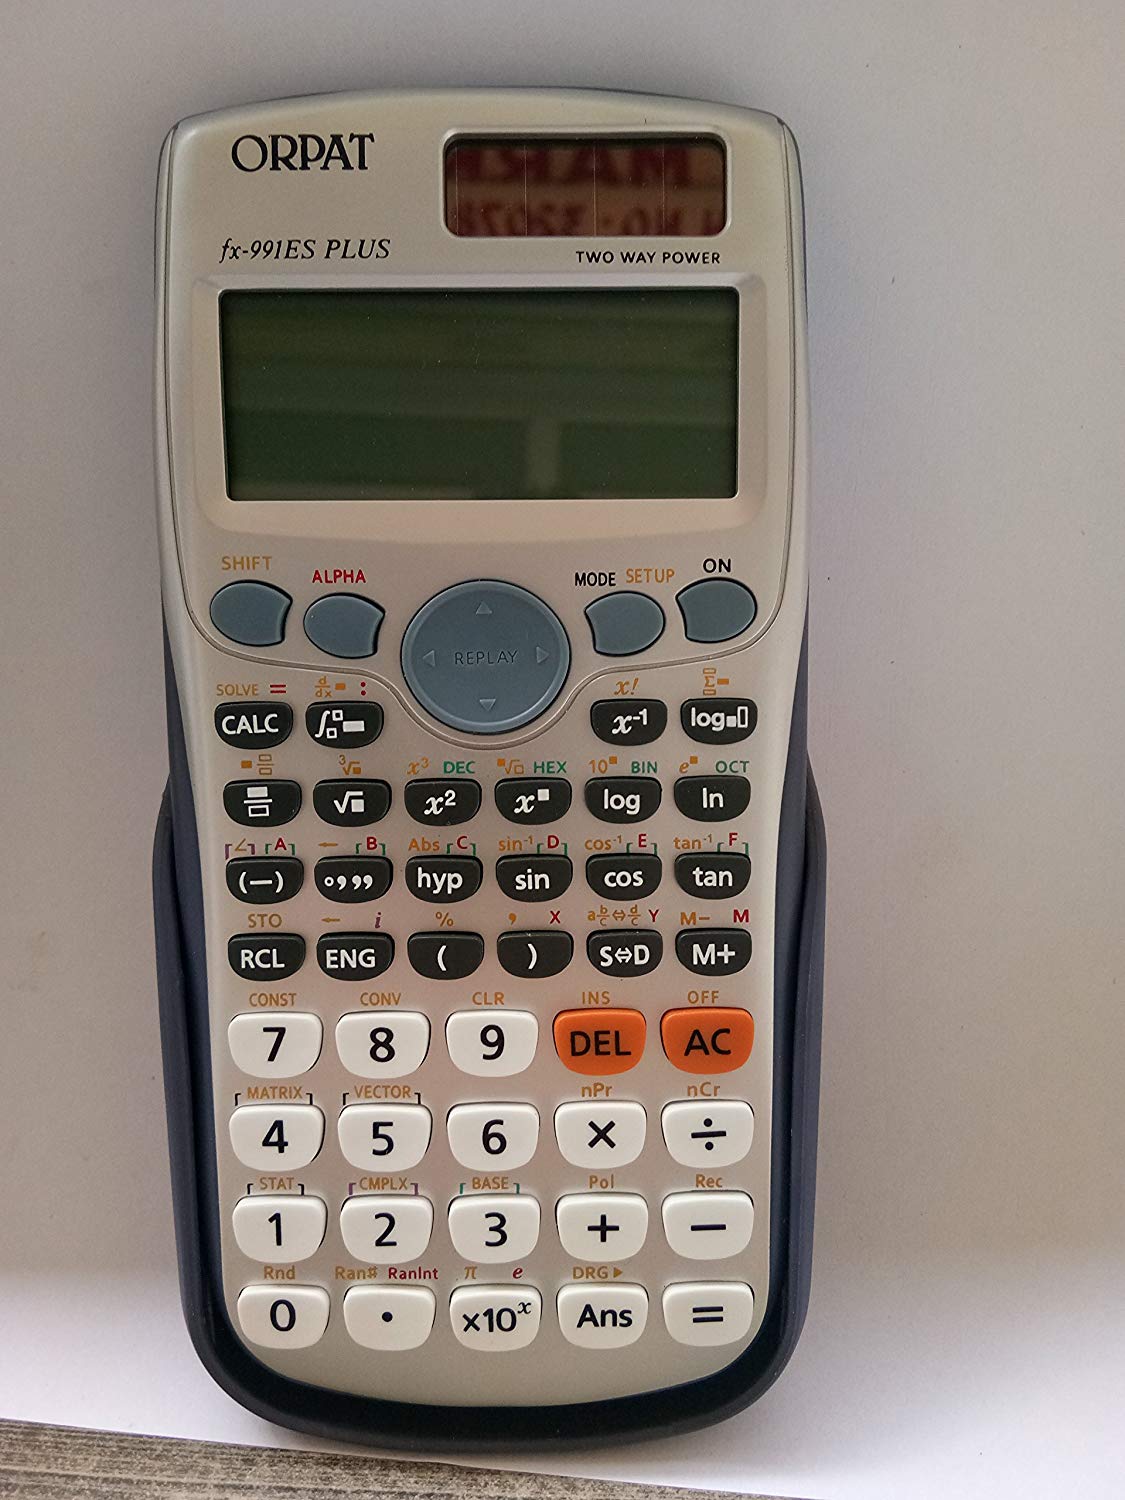 ORPAT
fx-991ES PLUS
TWO WAY POWER
SHIFT ALPHA MODE SETUP ON
REPLAY
SOLVE = d/dx■ : x! Σ
CALC ∫ x⁻¹ log
³√■ x³ DEC ■√□ HEX 10■ BIN e■ OCT
√■ x² x■ log ln
∠ A ← B Abs C sin⁻¹ D cos⁻¹ E tan⁻¹ F
(—) °,,, hyp sin cos tan
STO ← i % , X a b/c⇔d/c Y M– M
RCL ENG ( ) S⇔D M+
CONST CONV CLR INS OFF
7 8 9 DEL AC
MATRIX VECTOR nPr nCr
4 5 6 × ÷
STAT CMPLX BASE Pol Rec
1 2 3 + −
Rnd Ran# RanInt π e DRG▶
0 . ×10ˣ Ans =